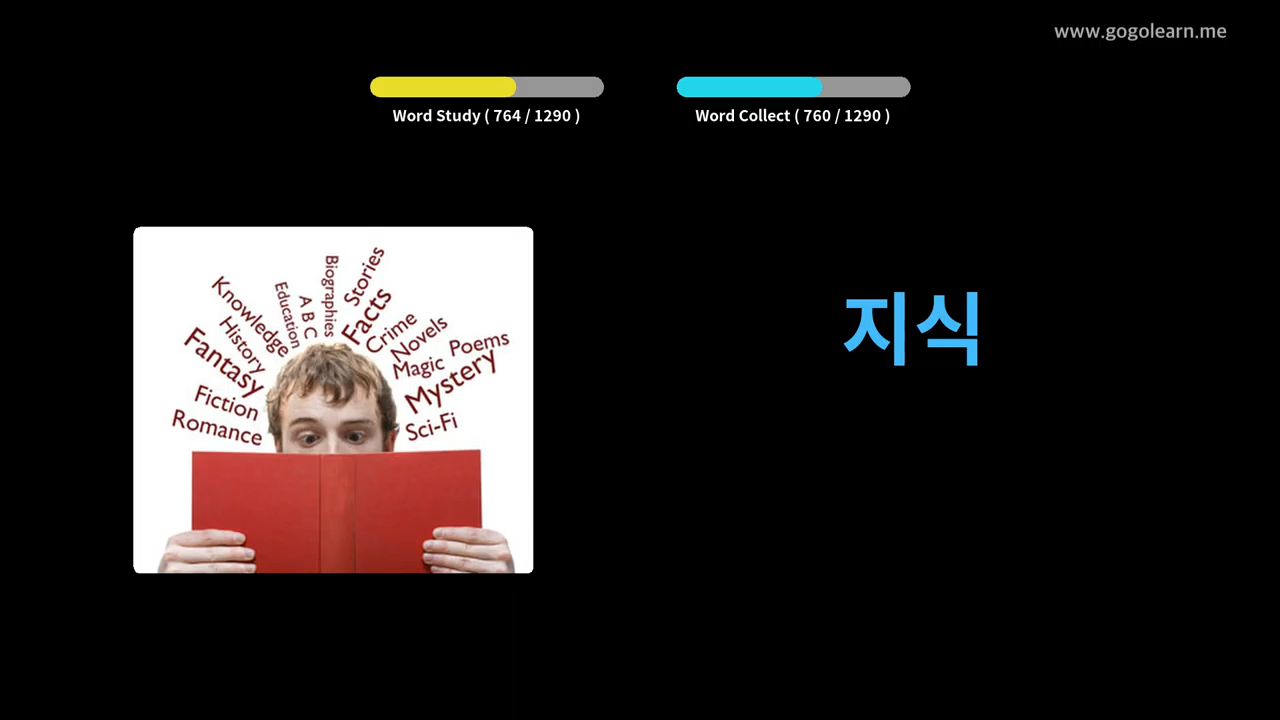 www.gogolearn.me
Word Study ( 764 / 1290 )
Word Collect ( 760 / 1290 )
Knowledge
Education
A B C
Biographies
Stories
Facts
Crime
Novels
Poems
Magic
Mystery
Sci-Fi
History
Fantasy
Fiction
Romance
지식